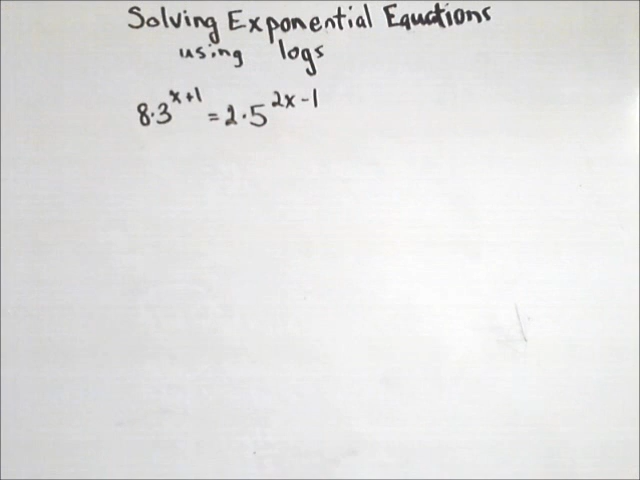 Solving Exponential Equations
using logs
8·3^(x+1) = 2·5^(2x-1)